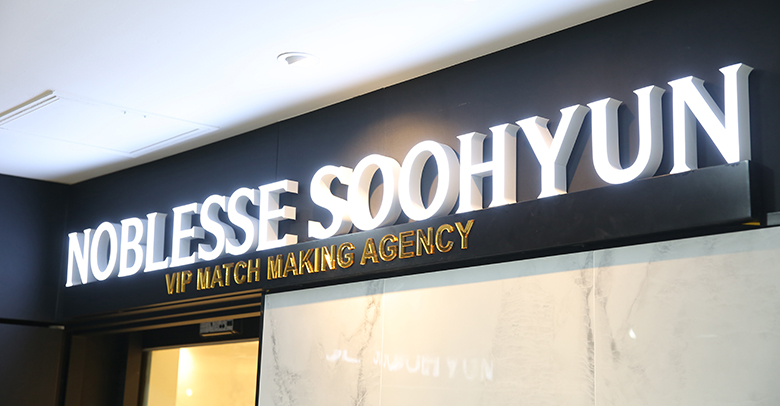 NOBLESSE SOOHYUN
VIP MATCH MAKING AGENCY